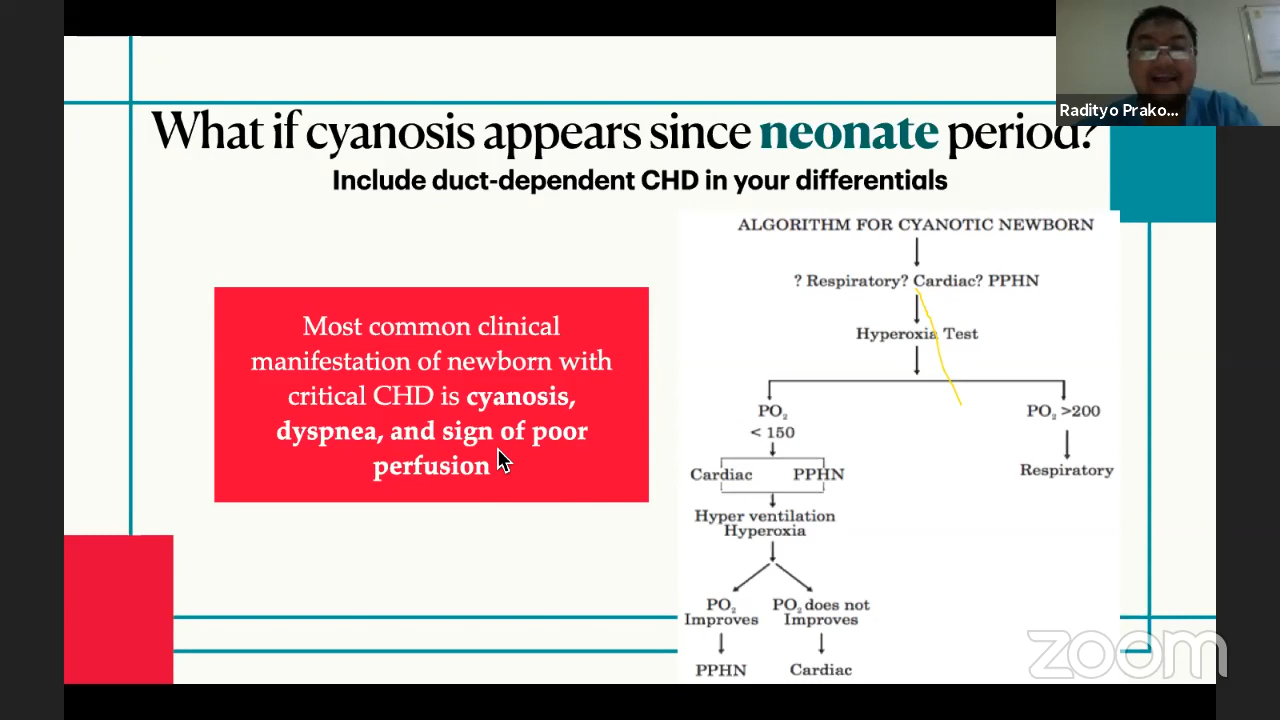 What if cyanosis appears since neonate period?
Include duct-dependent CHD in your differentials
Most common clinical
manifestation of newborn with
critical CHD is cyanosis,
dyspnea, and sign of poor
perfusion
ALGORITHM FOR CYANOTIC NEWBORN
? Respiratory? Cardiac? PPHN
Hyperoxia Test
PO₂
< 150
PO₂ >200
Cardiac PPHN
Respiratory
Hyper ventilation
Hyperoxia
PO₂
Improves
PO₂ does not
Improves
PPHN
Cardiac
Radityo Prako...
zoom